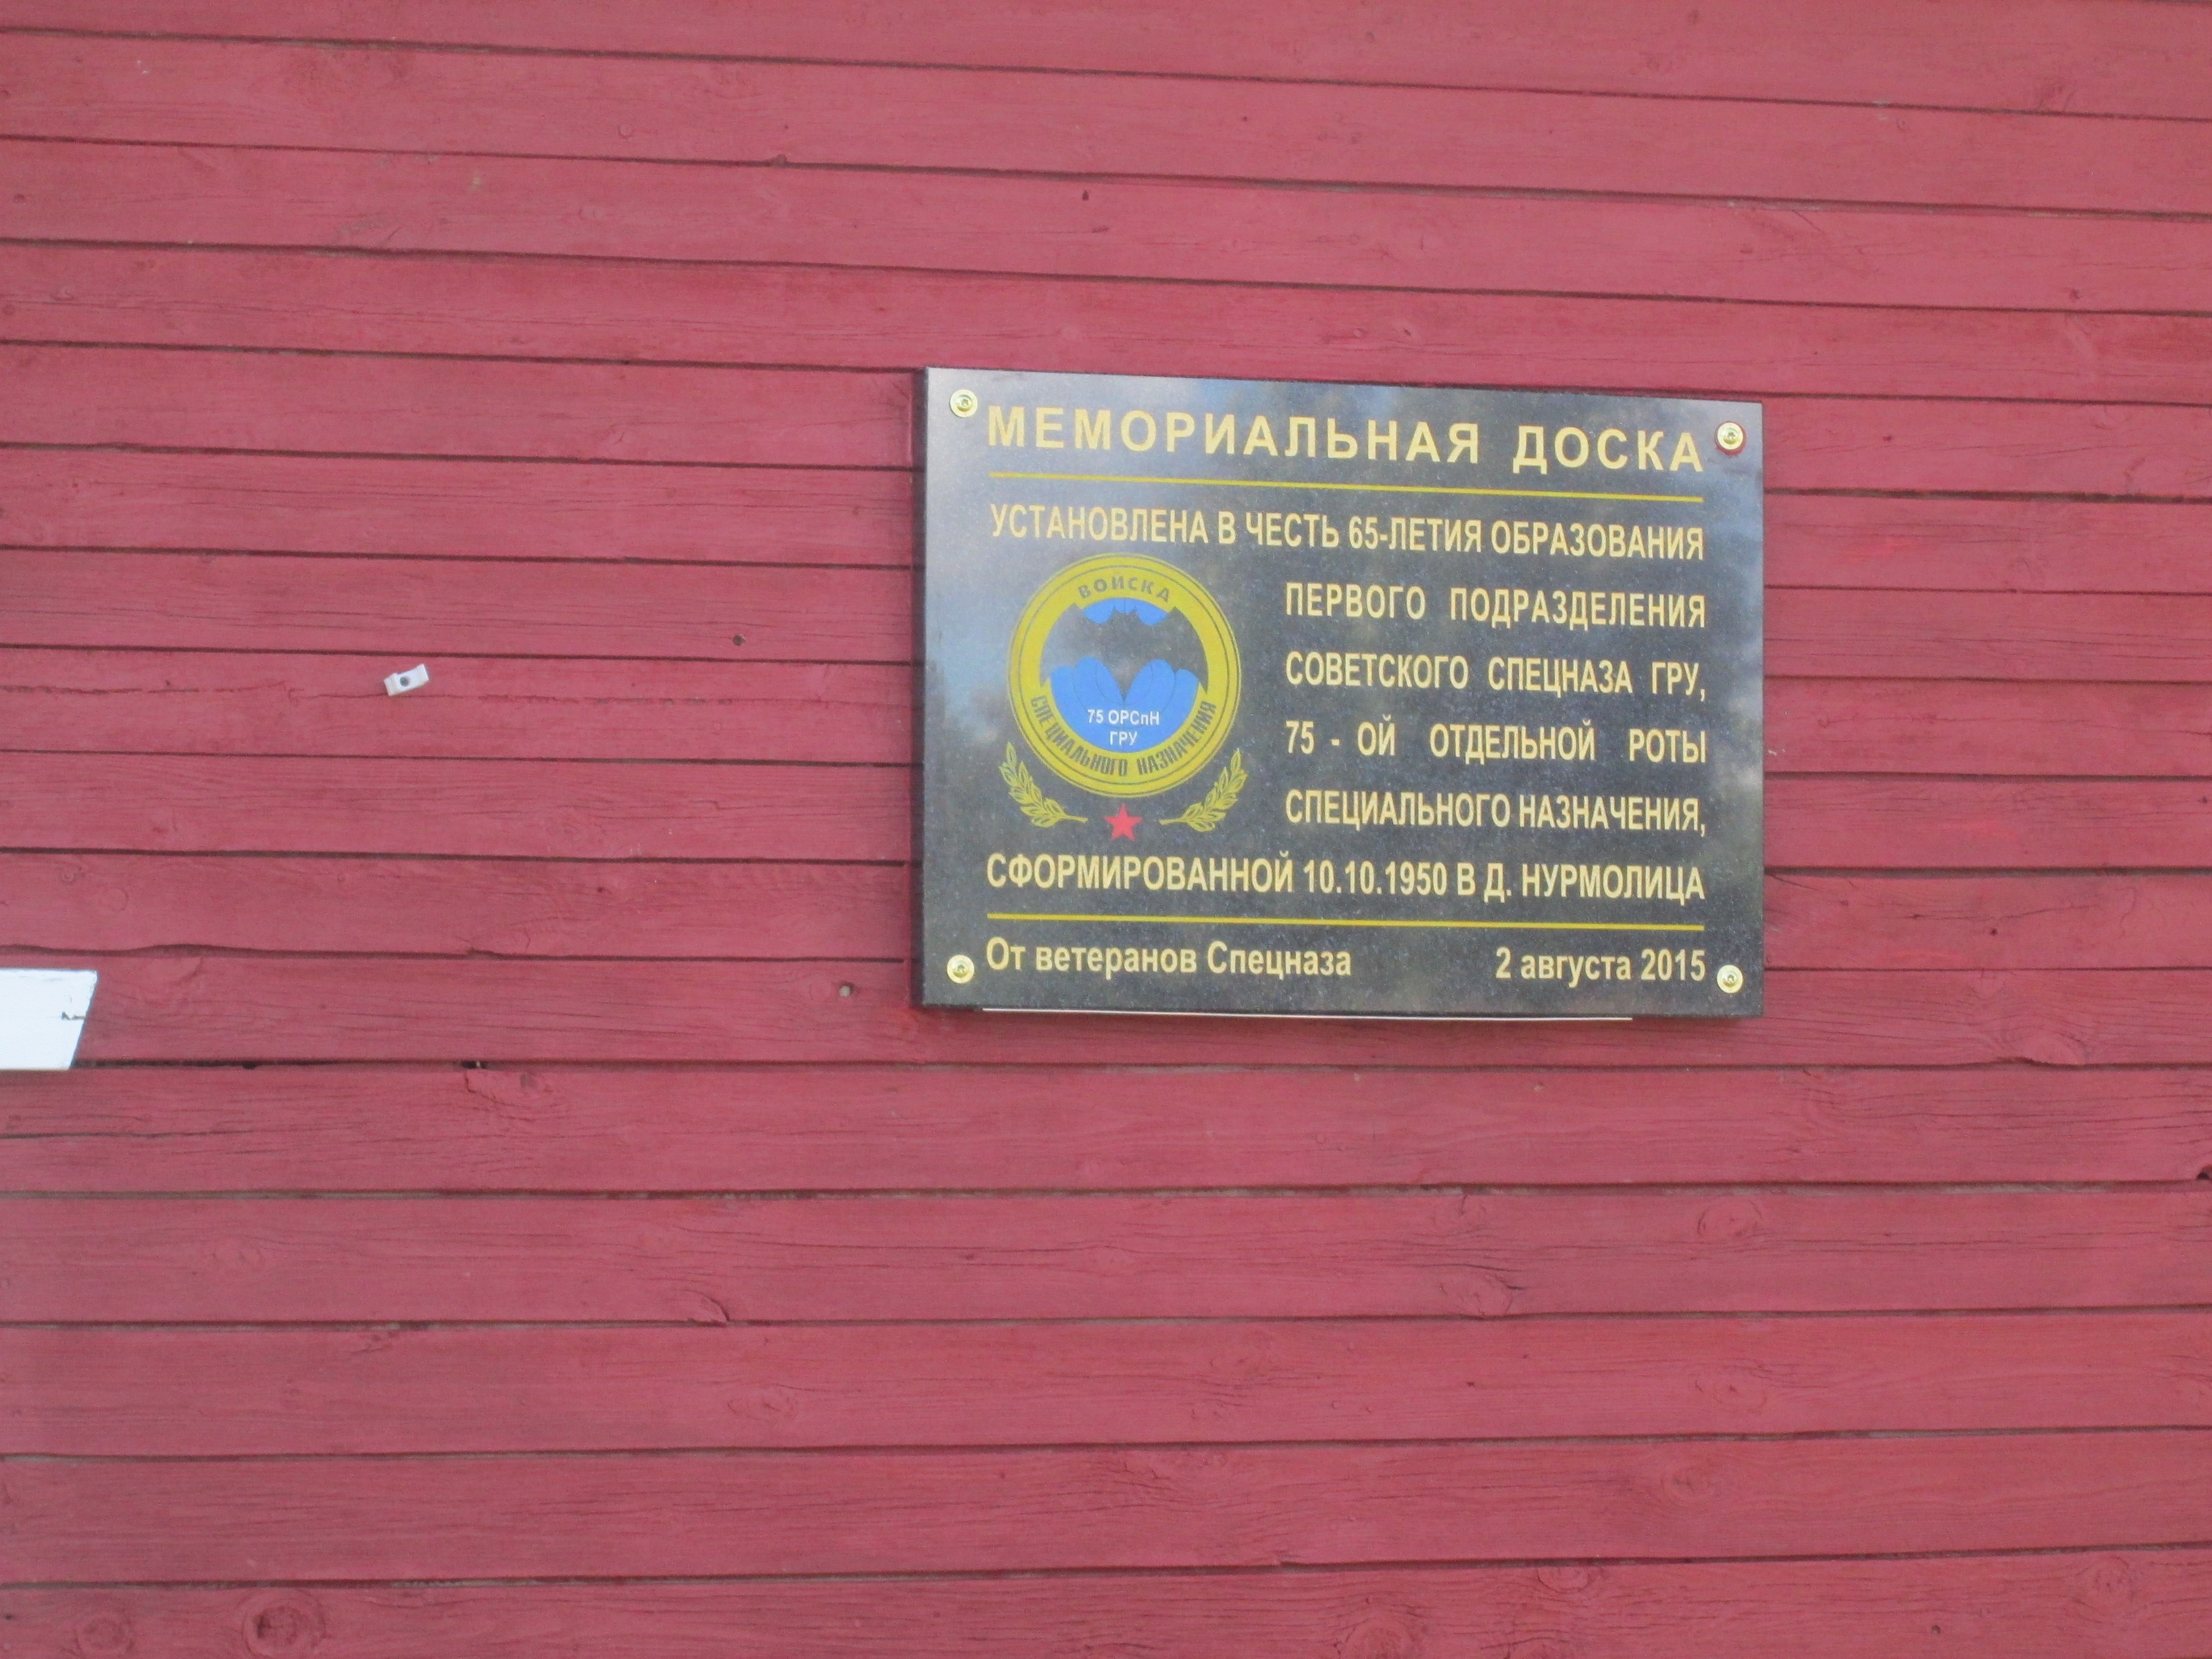 МЕМОРИАЛЬНАЯ ДОСКА
УСТАНОВЛЕНА В ЧЕСТЬ 65-ЛЕТИЯ ОБРАЗОВАНИЯ
ПЕРВОГО ПОДРАЗДЕЛЕНИЯ
СОВЕТСКОГО СПЕЦНАЗА ГРУ,
75 - ОЙ ОТДЕЛЬНОЙ РОТЫ
СПЕЦИАЛЬНОГО НАЗНАЧЕНИЯ,
СФОРМИРОВАННОЙ 10.10.1950 В Д. НУРМОЛИЦА
ВОЙСКА
75 ОРСпН
ГРУ
СПЕЦИАЛЬНОГО НАЗНАЧЕНИЯ
От ветеранов Спецназа 2 августа 2015